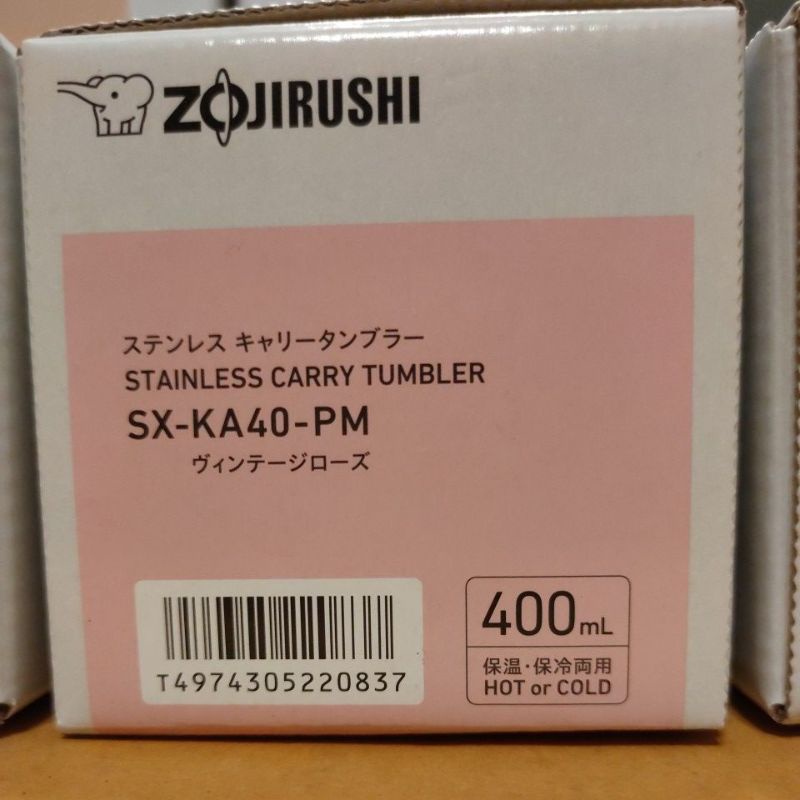 ZOJIRUSHI
ステンレス キャリータンブラー
STAINLESS CARRY TUMBLER
SX-KA40-PM
ヴィンテージローズ
T4974305220837
400mL
保温・保冷両用
HOT or COLD